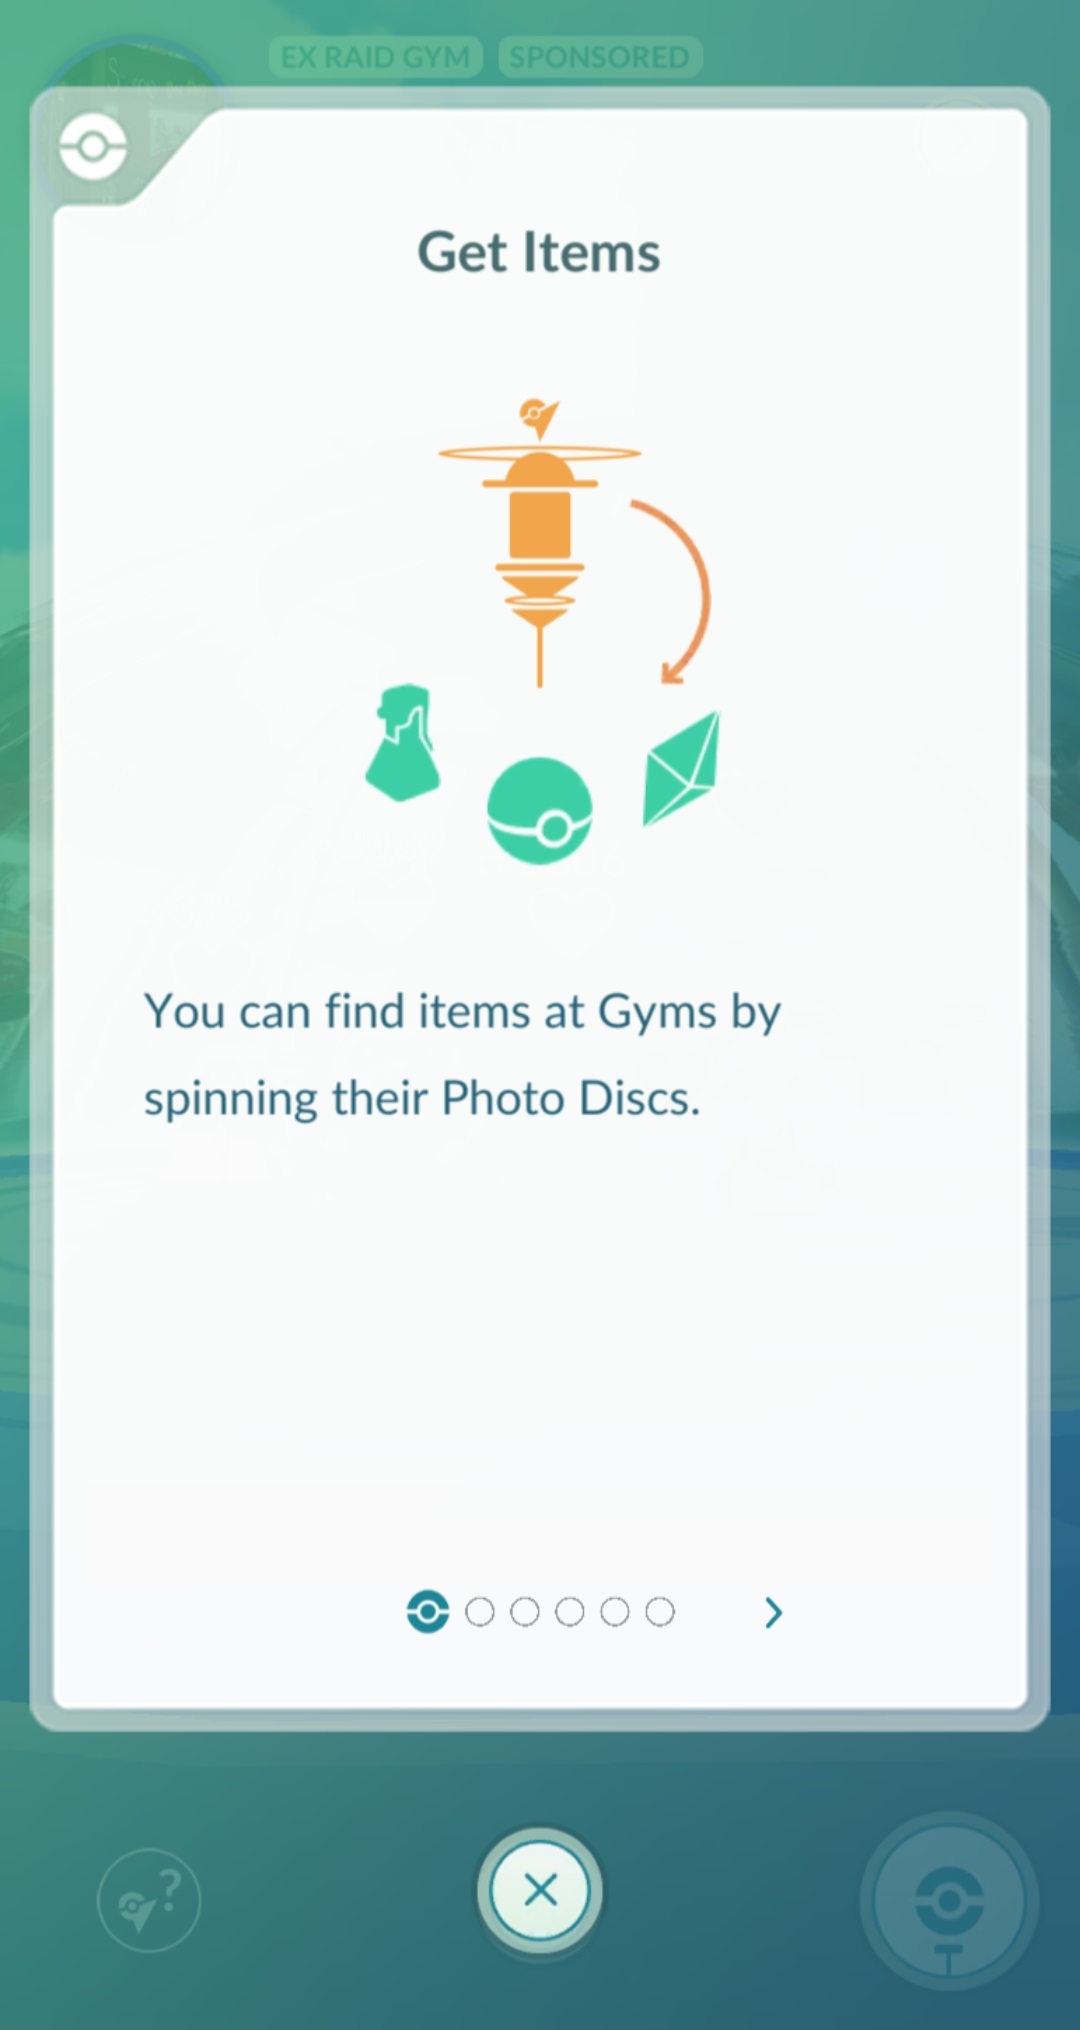 EX RAID GYM SPONSORED
Get Items
You can find items at Gyms by
spinning their Photo Discs.
?